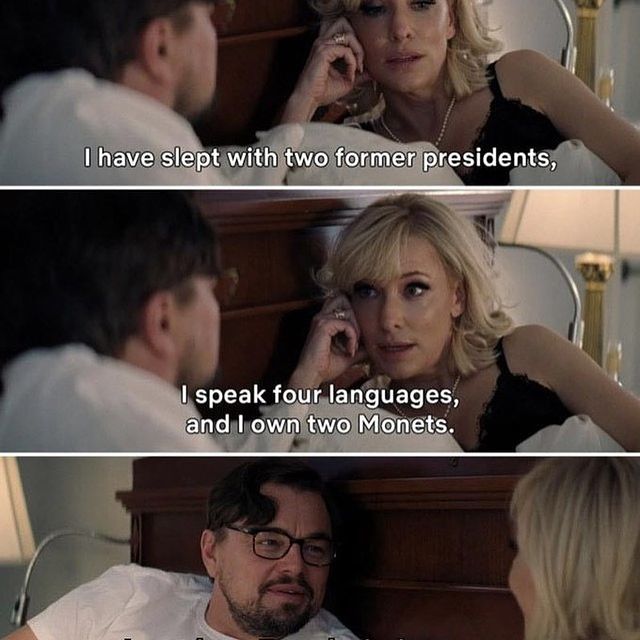 I have slept with two former presidents,
I speak four languages,
and I own two Monets.